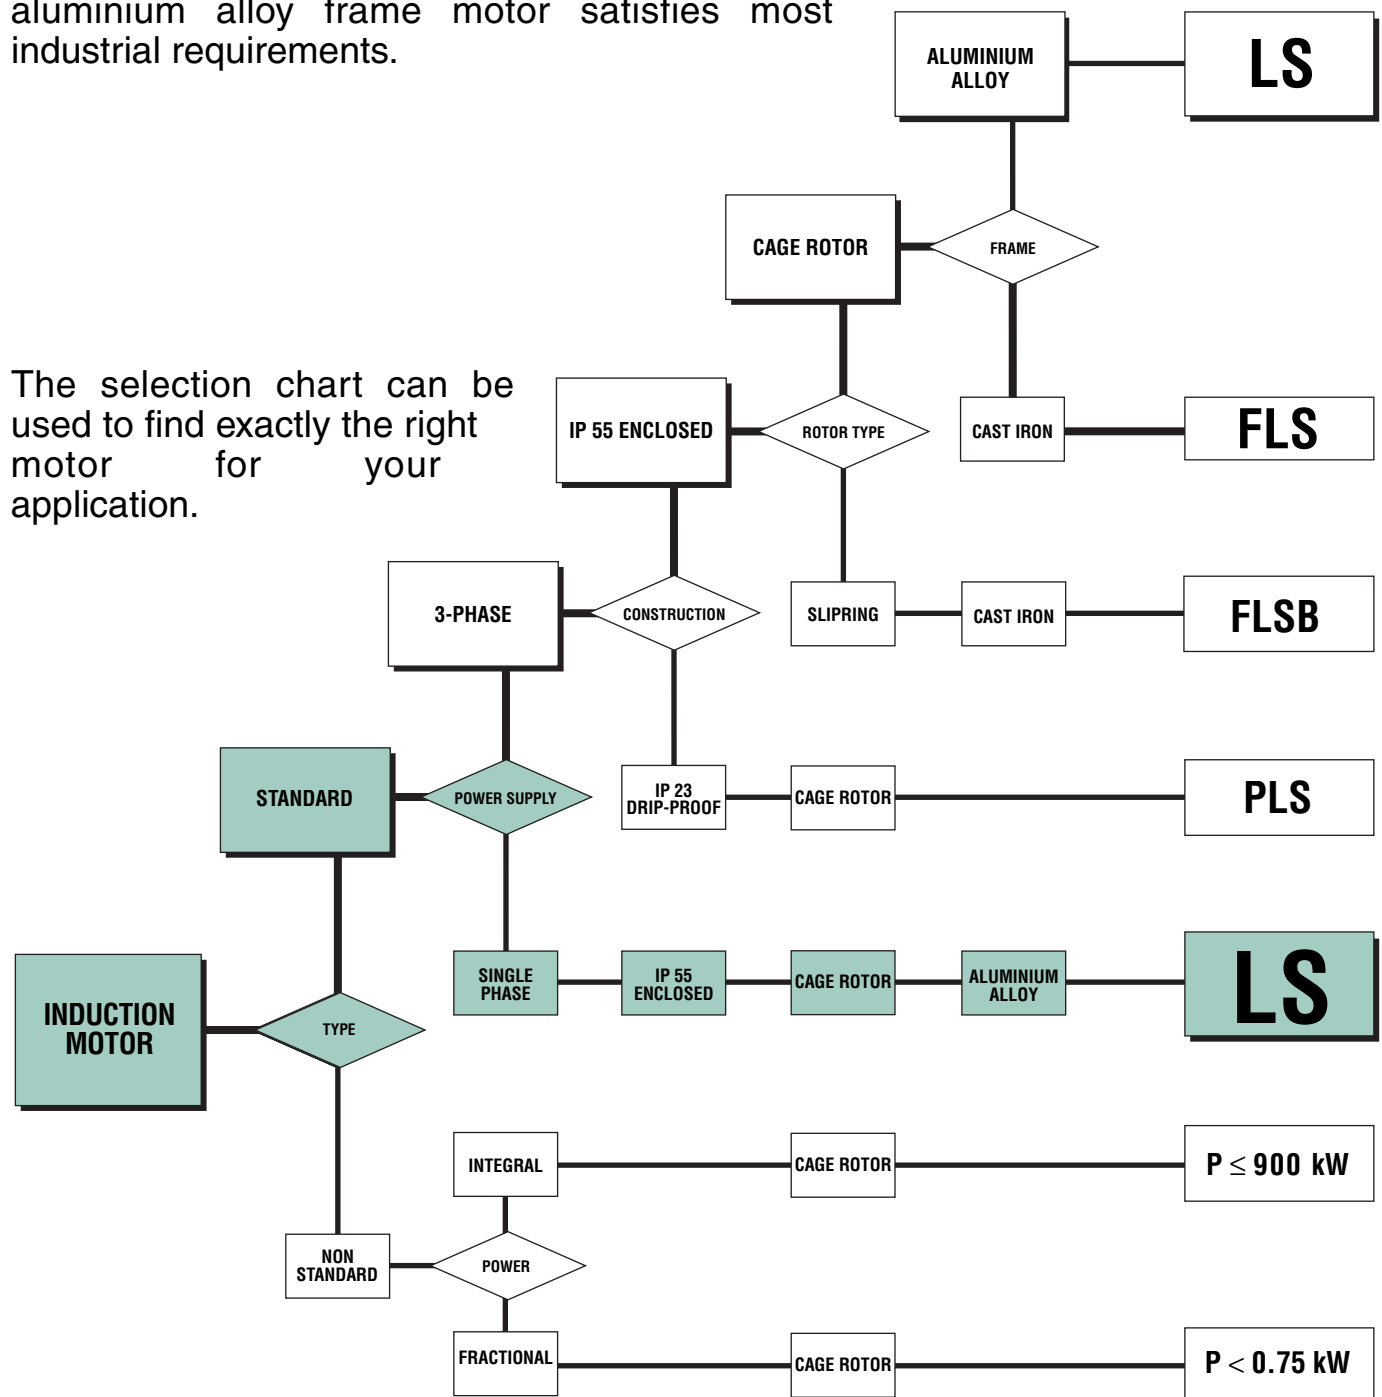 aluminium alloy frame motor satisfies most
industrial requirements.
ALUMINIUM
ALLOY
LS
CAGE ROTOR
FRAME
The selection chart can be
used to find exactly the right
motor for your
application.
IP 55 ENCLOSED
ROTOR TYPE
CAST IRON
FLS
3-PHASE
CONSTRUCTION
SLIPRING
CAST IRON
FLSB
STANDARD
POWER SUPPLY
IP 23
DRIP-PROOF
CAGE ROTOR
PLS
INDUCTION
MOTOR
TYPE
SINGLE
PHASE
IP 55
ENCLOSED
CAGE ROTOR
ALUMINIUM
ALLOY
LS
INTEGRAL
CAGE ROTOR
P ≤ 900 kW
NON
STANDARD
POWER
FRACTIONAL
CAGE ROTOR
P < 0.75 kW